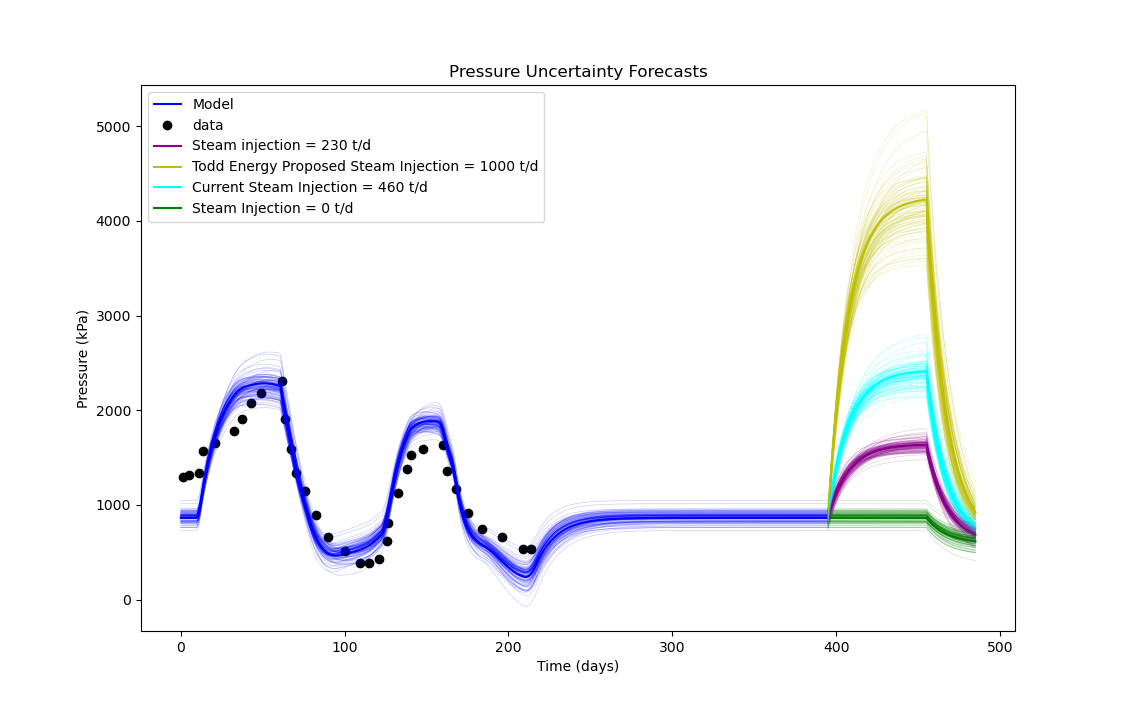 Pressure Uncertainty Forecasts
Model
data
Steam injection = 230 t/d
Todd Energy Proposed Steam Injection = 1000 t/d
Current Steam Injection = 460 t/d
Steam Injection = 0 t/d
5000
4000
3000
2000
1000
0
Pressure (kPa)
0 100 200 300 400 500
Time (days)